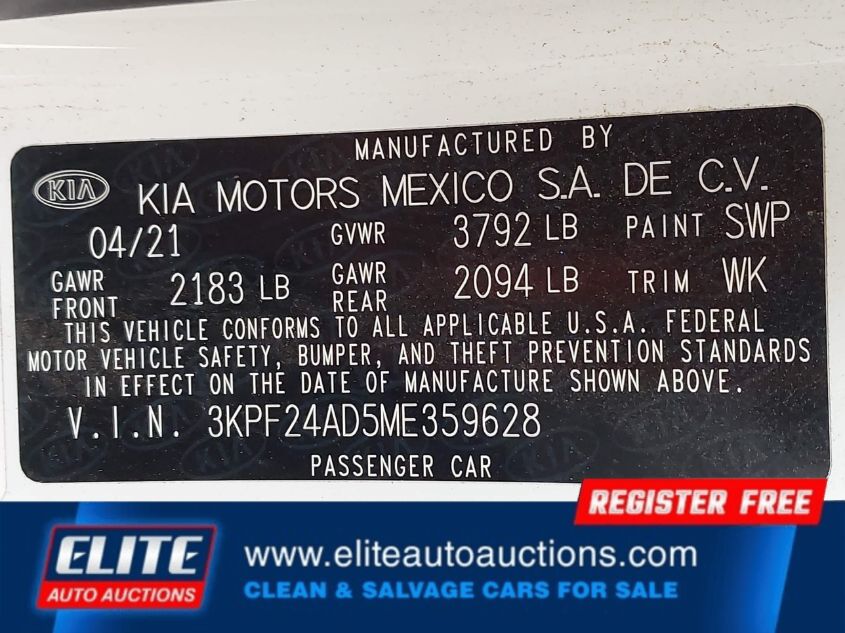 MANUFACTURED BY
KIA KIA MOTORS MEXICO S.A. DE C.V.
04/21 GVWR 3792 LB PAINT SWP
GAWR FRONT 2183 LB GAWR REAR 2094 LB TRIM WK
THIS VEHICLE CONFORMS TO ALL APPLICABLE U.S.A. FEDERAL
MOTOR VEHICLE SAFETY, BUMPER, AND THEFT PREVENTION STANDARDS
IN EFFECT ON THE DATE OF MANUFACTURE SHOWN ABOVE.
V.I.N. 3KPF24AD5ME359628
PASSENGER CAR
REGISTER FREE
ELITE
AUTO AUCTIONS
www.eliteautoauctions.com
CLEAN & SALVAGE CARS FOR SALE